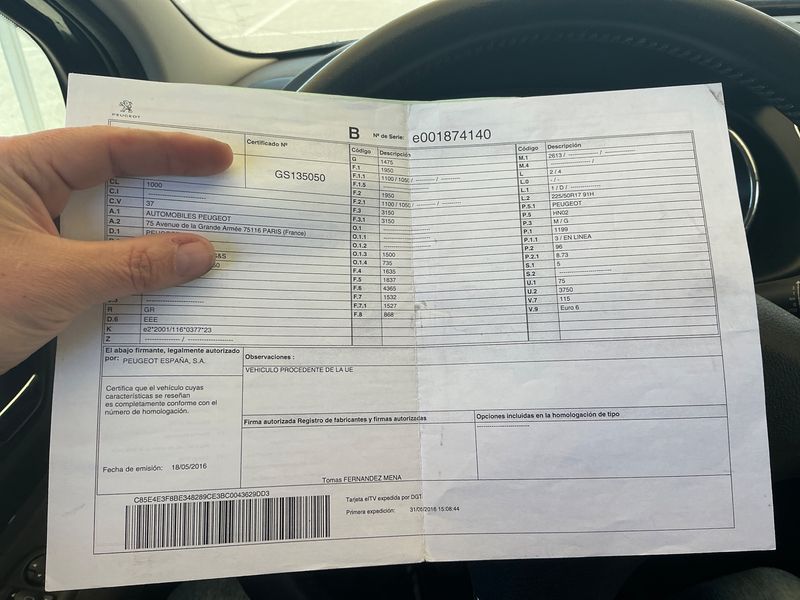 PEUGEOT
Certificado Nº
GS135050
B Nº de Serie: e001874140
CL 1000
C.I ----------------------
C.V 37
A.1 AUTOMOBILES PEUGEOT
A.2 75 Avenue de la Grande Armée 75116 PARIS (France)
D.1
&S
R GR
D.6 EEE
K e2*2001/116*0377*23
Z
Código Descripción
G 1475
F.1 1950
F.1.1 1100 / 1050
F.1.5
F.2 1950
F.2.1 1100 / 1050
F.3 3150
F.3.1 3150
O.1
O.1.1
O.1.2
O.1.3 1500
O.1.4 735
F.4 1635
F.5 1837
F.6 4365
F.7 1532
F.7.1 1527
F.8 868
Código Descripción
M.1 2613 /
M.4
L 2 / 4
L.0 - / -
L.1 1 / D /
L.2 225/50R17 91H
P.5.1 PEUGEOT
P.5 HN02
P.3 M / G
P.1 1199
P.1.1 3 / EN LINEA
P.2 96
P.2.1 8.73
S.1 5
S.2
U.1 75
U.2 3750
V.7 115
V.9 Euro 6
El abajo firmante, legalmente autorizado
por: PEUGEOT ESPAÑA, S.A.
Certifica que el vehículo cuyas
características se reseñan
es completamente conforme con el
número de homologación.
Fecha de emisión: 18/05/2016
Observaciones :
VEHICULO PROCEDENTE DE LA UE
Firma autorizada Registro de fabricantes y firmas autorizadas
Tomas FERNANDEZ MENA
Opciones incluidas en la homologación de tipo
C85E4E3F8BE348289CE3BC0043629DD3
Tarjeta eITV expedida por DGT
Primera expedición: 31/05/2016 15:08:44